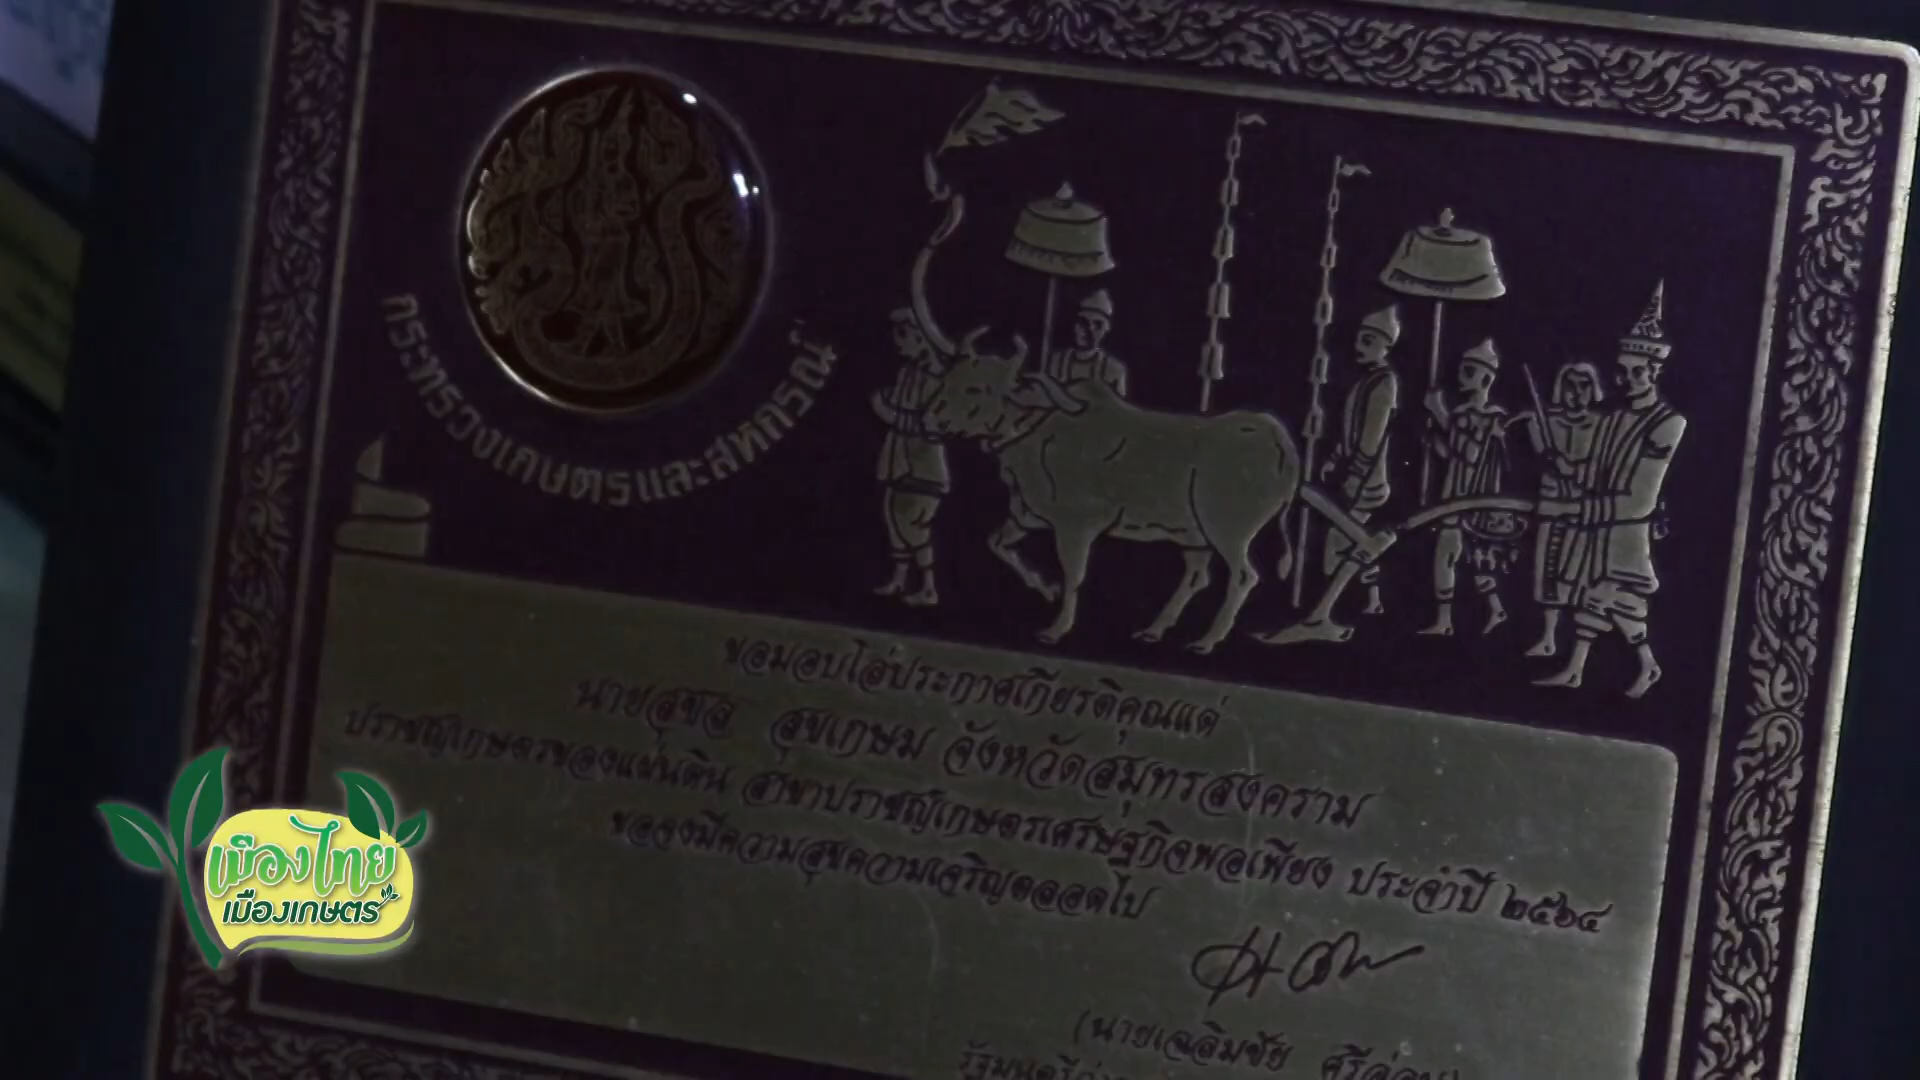 กระทรวงเกษตรและสหกรณ์
ขอมอบโล่ประกาศเกียรติคุณแด่
นายสุชล สุขเกษม จังหวัดสมุทรสงคราม
ปราชญ์เกษตรของแผ่นดิน สาขาปราชญ์เกษตรเศรษฐกิจพอเพียง ประจำปี ๒๕๖๔
ขอจงมีความสุขความเจริญตลอดไป
(นายเฉลิมชัย ศรีอ่อน)
เมืองไทย
เมืองเกษตร